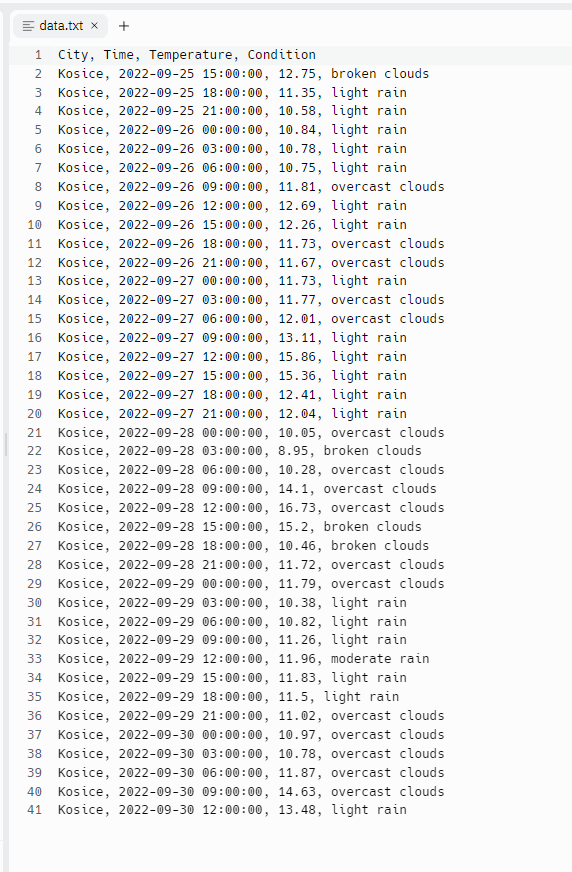 data.txt
1 City, Time, Temperature, Condition
2 Kosice, 2022-09-25 15:00:00, 12.75, broken clouds
3 Kosice, 2022-09-25 18:00:00, 11.35, light rain
4 Kosice, 2022-09-25 21:00:00, 10.58, light rain
5 Kosice, 2022-09-26 00:00:00, 10.84, light rain
6 Kosice, 2022-09-26 03:00:00, 10.78, light rain
7 Kosice, 2022-09-26 06:00:00, 10.75, light rain
8 Kosice, 2022-09-26 09:00:00, 11.81, overcast clouds
9 Kosice, 2022-09-26 12:00:00, 12.69, light rain
10 Kosice, 2022-09-26 15:00:00, 12.26, light rain
11 Kosice, 2022-09-26 18:00:00, 11.73, overcast clouds
12 Kosice, 2022-09-26 21:00:00, 11.67, overcast clouds
13 Kosice, 2022-09-27 00:00:00, 11.73, light rain
14 Kosice, 2022-09-27 03:00:00, 11.77, overcast clouds
15 Kosice, 2022-09-27 06:00:00, 12.01, overcast clouds
16 Kosice, 2022-09-27 09:00:00, 13.11, light rain
17 Kosice, 2022-09-27 12:00:00, 15.86, light rain
18 Kosice, 2022-09-27 15:00:00, 15.36, light rain
19 Kosice, 2022-09-27 18:00:00, 12.41, light rain
20 Kosice, 2022-09-27 21:00:00, 12.04, light rain
21 Kosice, 2022-09-28 00:00:00, 10.05, overcast clouds
22 Kosice, 2022-09-28 03:00:00, 8.95, broken clouds
23 Kosice, 2022-09-28 06:00:00, 10.28, overcast clouds
24 Kosice, 2022-09-28 09:00:00, 14.1, overcast clouds
25 Kosice, 2022-09-28 12:00:00, 16.73, overcast clouds
26 Kosice, 2022-09-28 15:00:00, 15.2, broken clouds
27 Kosice, 2022-09-28 18:00:00, 10.46, broken clouds
28 Kosice, 2022-09-28 21:00:00, 11.72, overcast clouds
29 Kosice, 2022-09-29 00:00:00, 11.79, overcast clouds
30 Kosice, 2022-09-29 03:00:00, 10.38, light rain
31 Kosice, 2022-09-29 06:00:00, 10.82, light rain
32 Kosice, 2022-09-29 09:00:00, 11.26, light rain
33 Kosice, 2022-09-29 12:00:00, 11.96, moderate rain
34 Kosice, 2022-09-29 15:00:00, 11.83, light rain
35 Kosice, 2022-09-29 18:00:00, 11.5, light rain
36 Kosice, 2022-09-29 21:00:00, 11.02, overcast clouds
37 Kosice, 2022-09-30 00:00:00, 10.97, overcast clouds
38 Kosice, 2022-09-30 03:00:00, 10.78, overcast clouds
39 Kosice, 2022-09-30 06:00:00, 11.87, overcast clouds
40 Kosice, 2022-09-30 09:00:00, 14.63, overcast clouds
41 Kosice, 2022-09-30 12:00:00, 13.48, light rain